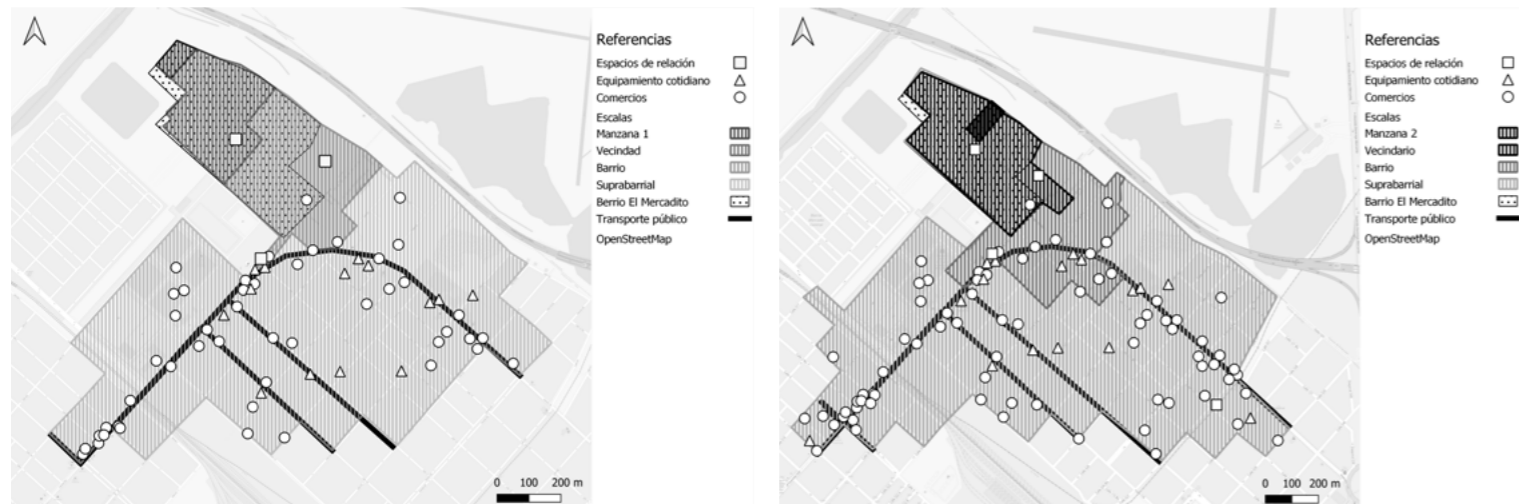 Referencias
Espacios de relación
Equipamiento cotidiano
Comercios
Escalas
Manzana 1
Vecindad
Barrio
Suprabarrial
Berrio El Mercadito
Transporte público
OpenStreetMap
0 100 200 m
Referencias
Espacios de relación
Equipamiento cotidiano
Comercios
Escalas
Manzana 2
Vecindario
Barrio
Suprabarrial
Barrio El Mercadito
Transporte público
OpenStreetMap
0 100 200 m